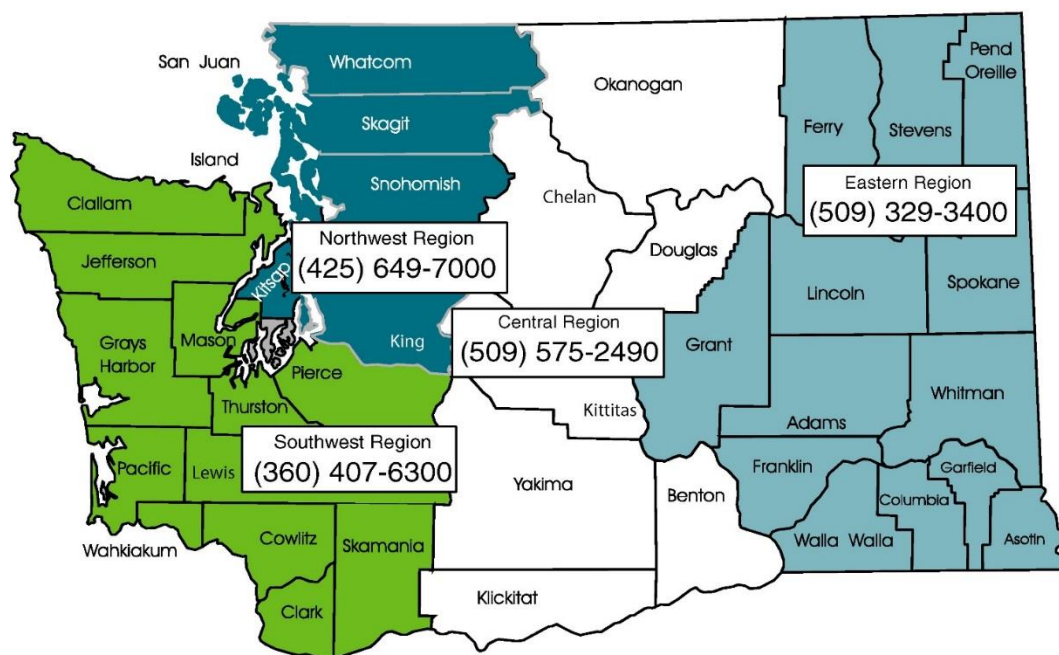 San Juan
Whatcom
Okanogan
Pend
Oreille
Skagit
Ferry
Stevens
Island
Snohomish
Chelan
Eastern Region
(509) 329-3400
Clallam
Northwest Region
(425) 649-7000
Douglas
Jefferson
Kitsap
Lincoln
Spokane
Central Region
(509) 575-2490
Grays
Harbor
Mason
King
Grant
Pierce
Whitman
Thurston
Kittitas
Adams
Southwest Region
(360) 407-6300
Pacific
Lewis
Yakima
Benton
Franklin
Garfield
Columbia
Cowlitz
Skamania
Wahkiakum
Walla Walla
Asotin
Clark
Klickitat